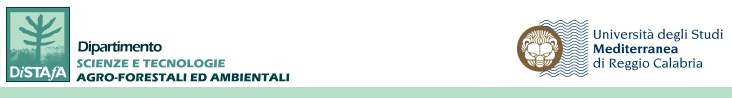 DiSTAfA
Dipartimento
SCIENZE E TECNOLOGIE
AGRO-FORESTALI ED AMBIENTALI
Università degli Studi
Mediterranea
di Reggio Calabria